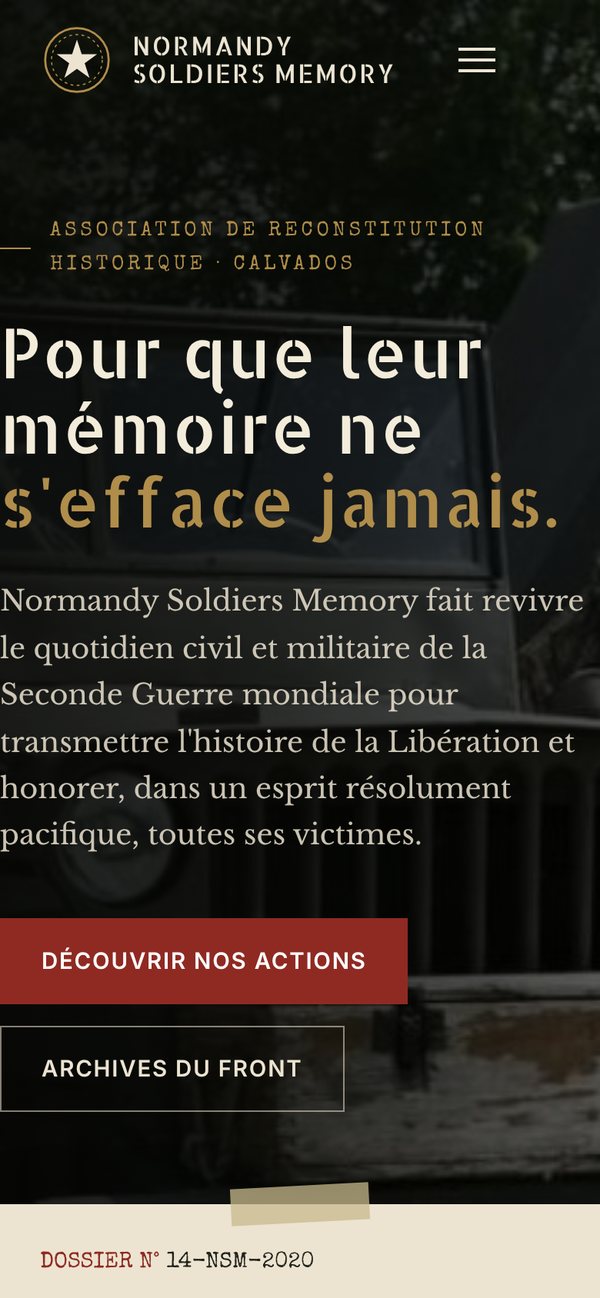 NORMANDY
SOLDIERS MEMORY
ASSOCIATION DE RECONSTITUTION
HISTORIQUE · CALVADOS
Pour que leur
mémoire ne
s'efface jamais.
Normandy Soldiers Memory fait revivre
le quotidien civil et militaire de la
Seconde Guerre mondiale pour
transmettre l'histoire de la Libération et
honorer, dans un esprit résolument
pacifique, toutes ses victimes.
DÉCOUVRIR NOS ACTIONS
ARCHIVES DU FRONT
DOSSIER N° 14-NSM-2020